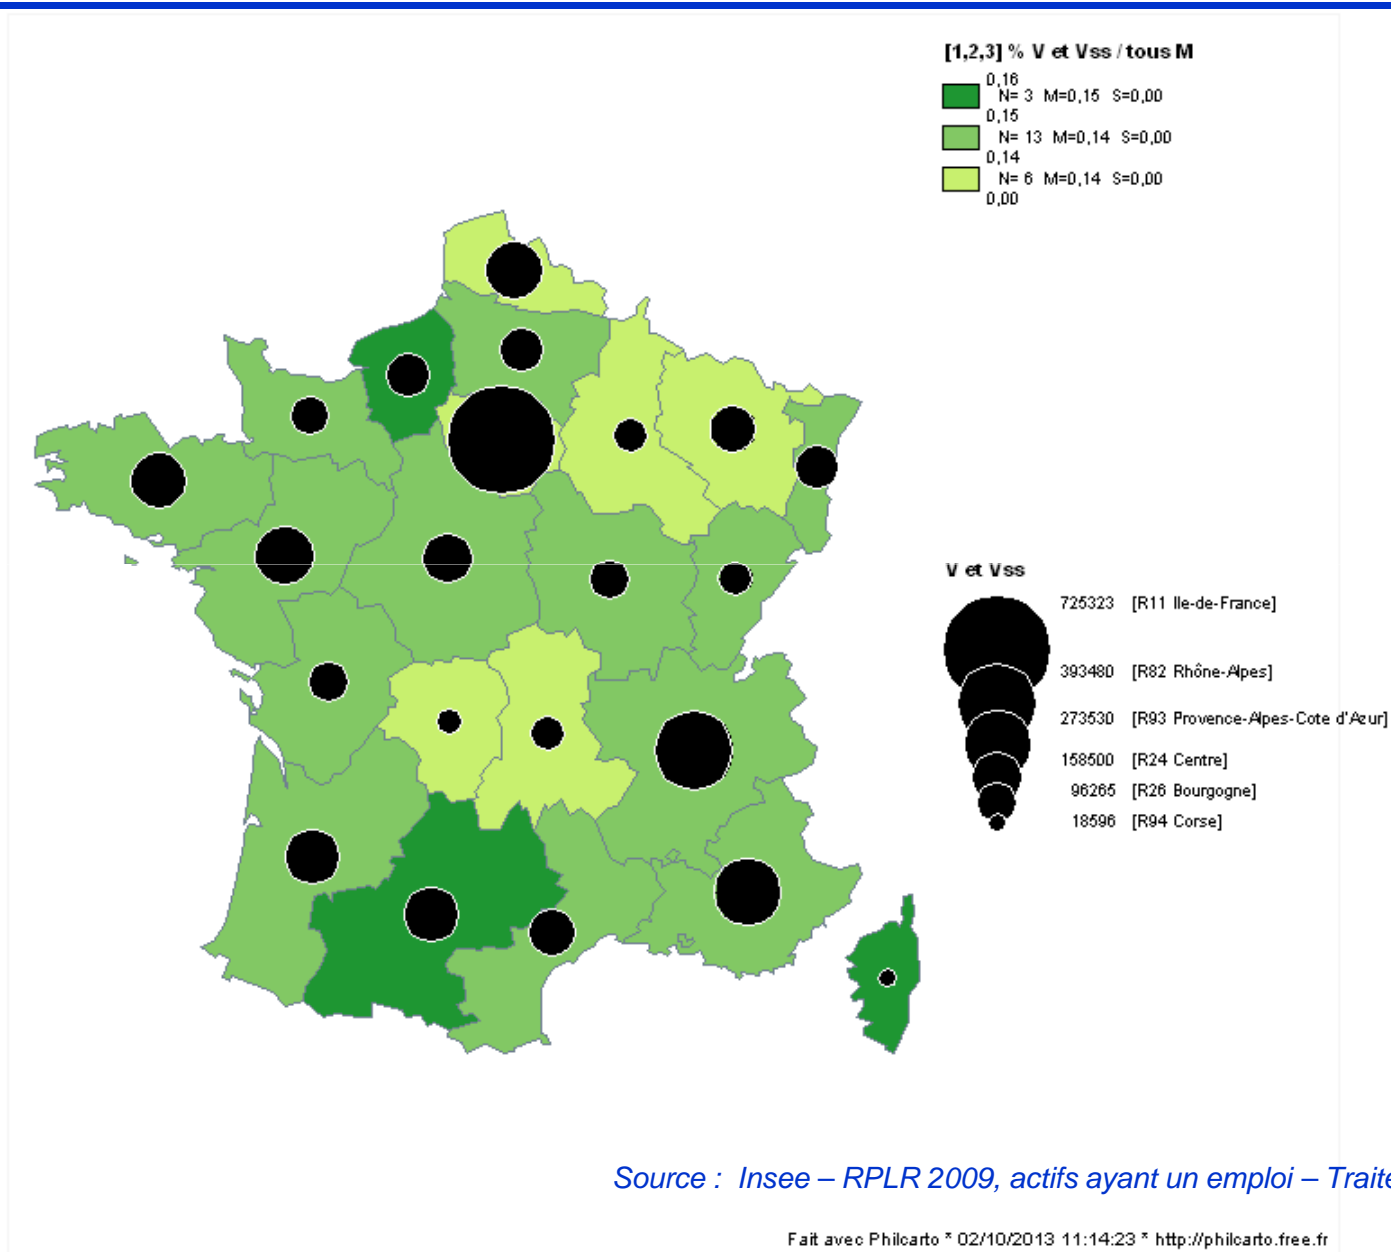 [1,2,3] % V et Vss / tous M
0,16
N= 3 M=0,15 S=0,00
0,15
N= 13 M=0,14 S=0,00
0,14
N= 6 M=0,14 S=0,00
0,00
V et Vss
725323 [R11 Ile-de-France]
393480 [R82 Rhône-Alpes]
273530 [R93 Provence-Alpes-Cote d'Azur]
158500 [R24 Centre]
96265 [R26 Bourgogne]
18596 [R94 Corse]
Source : Insee – RPLR 2009, actifs ayant un emploi – Traite
Fait avec Philcarto * 02/10/2013 11:14:23 * http://philcarto.free.fr